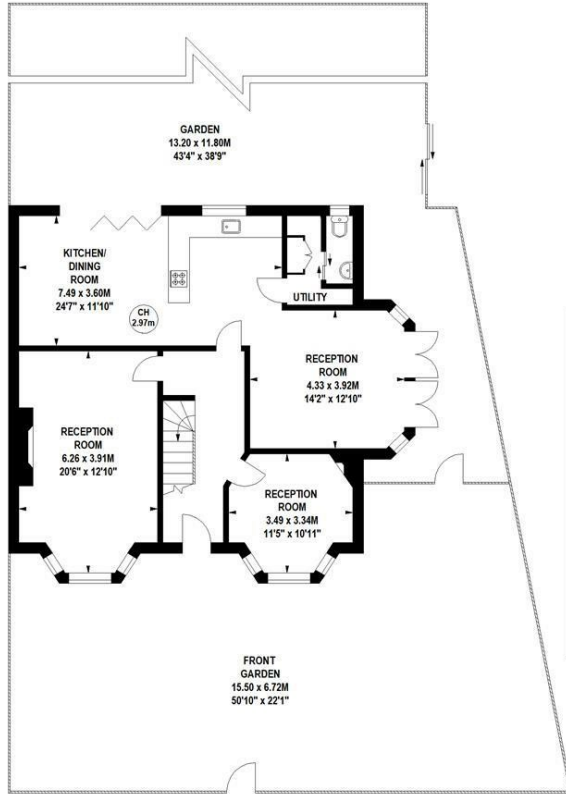 GARDEN
13.20 x 11.80M
43'4" x 38'9"
KITCHEN/
DINING
ROOM
7.49 x 3.60M
24'7" x 11'10"
CH
2.97m
UTILITY
RECEPTION
ROOM
4.33 x 3.92M
14'2" x 12'10"
RECEPTION
ROOM
6.26 x 3.91M
20'6" x 12'10"
RECEPTION
ROOM
3.49 x 3.34M
11'5" x 10'11"
FRONT
GARDEN
15.50 x 6.72M
50'10" x 22'1"